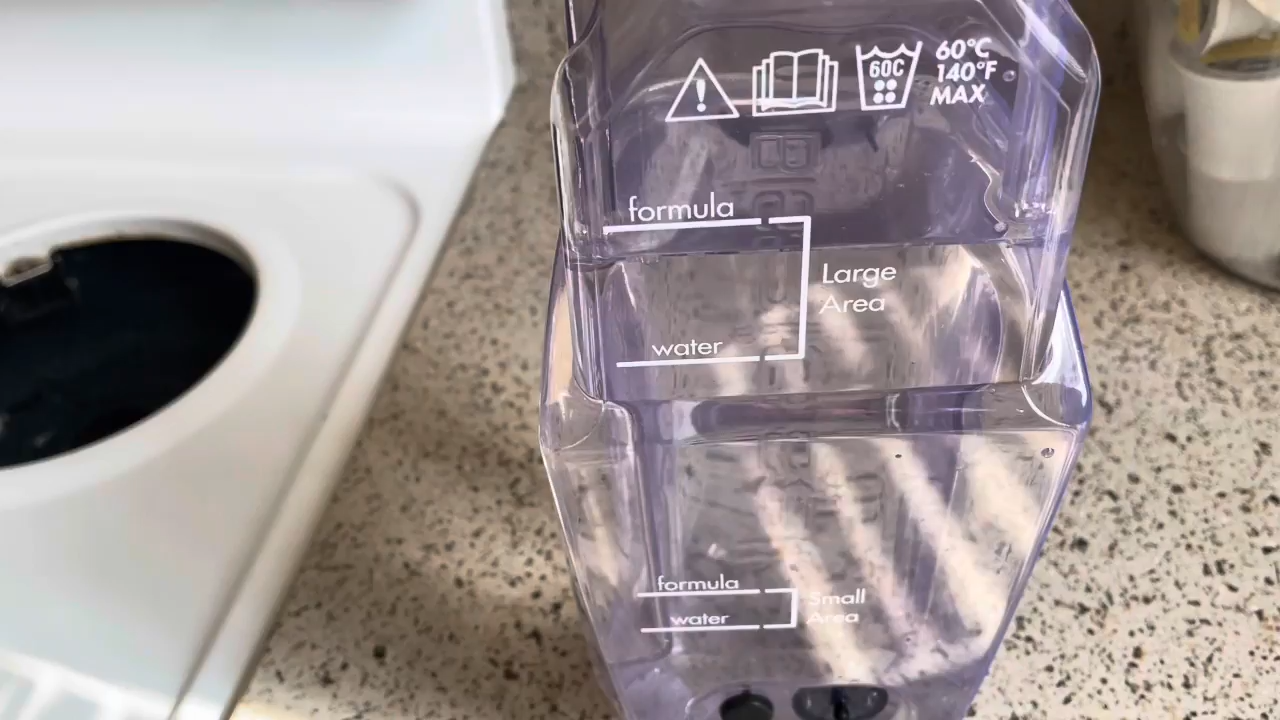 60C
60°C
140°F
MAX
formula
Large
Area
water
formula
Small
Area
water